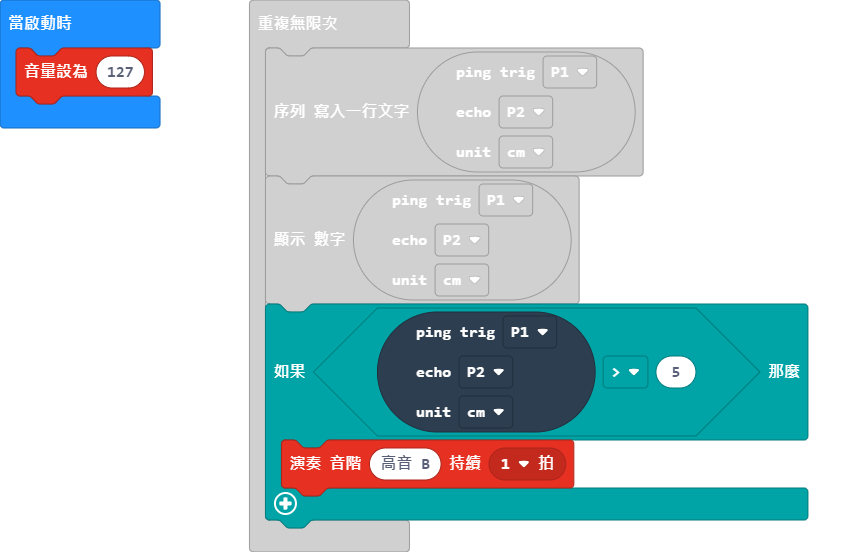 當啟動時
音量設為 127
重複無限次
序列 寫入一行文字 ping trig P1
echo P2
unit cm
顯示 數字 ping trig P1
echo P2
unit cm
如果 ping trig P1
echo P2
unit cm
> 5 那麼
演奏 音階 高音 B 持續 1 拍